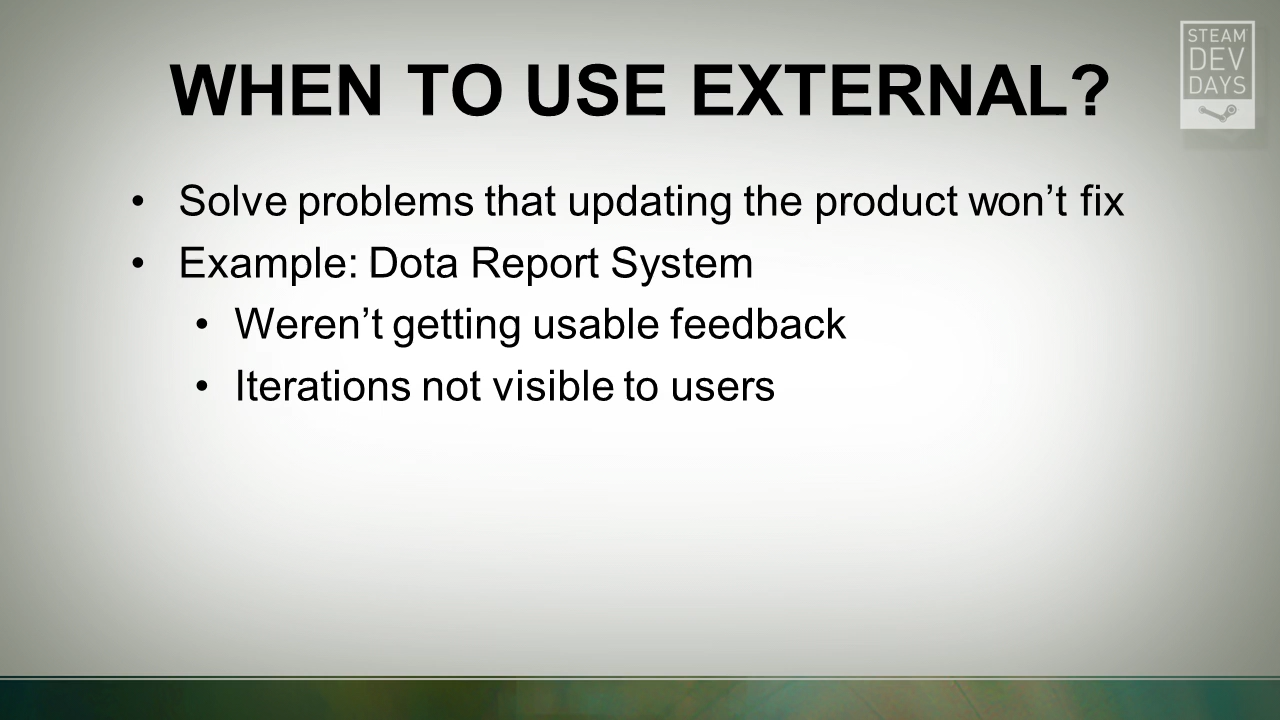 WHEN TO USE EXTERNAL?
STEAM
DEV
DAYS
• Solve problems that updating the product won’t fix
• Example: Dota Report System
• Weren’t getting usable feedback
• Iterations not visible to users